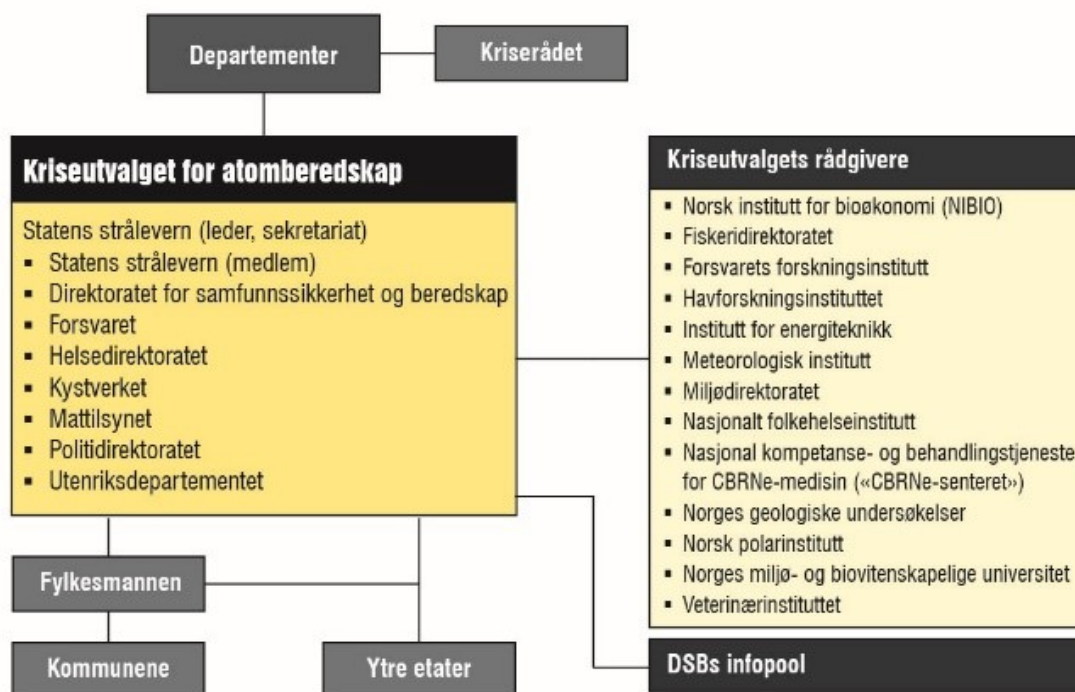 Departementer
Kriserådet
Kriseutvalget for atomberedskap
Statens strålevern (leder, sekretariat)
▪ Statens strålevern (medlem)
▪ Direktoratet for samfunnssikkerhet og beredskap
▪ Forsvaret
▪ Helsedirektoratet
▪ Kystverket
▪ Mattilsynet
▪ Politidirektoratet
▪ Utenriksdepartementet
Kriseutvalgets rådgivere
▪ Norsk institutt for bioøkonomi (NIBIO)
▪ Fiskeridirektoratet
▪ Forsvarets forskningsinstitutt
▪ Havforskningsinstituttet
▪ Institutt for energiteknikk
▪ Meteorologisk institutt
▪ Miljødirektoratet
▪ Nasjonalt folkehelseinstitutt
▪ Nasjonal kompetanse- og behandlingstjeneste
for CBRNe-medisin («CBRNe-senteret»)
▪ Norges geologiske undersøkelser
▪ Norsk polarinstitutt
▪ Norges miljø- og biovitenskapelige universitet
▪ Veterinærinstituttet
Fylkesmannen
Kommunene
Ytre etater
DSBs infopool